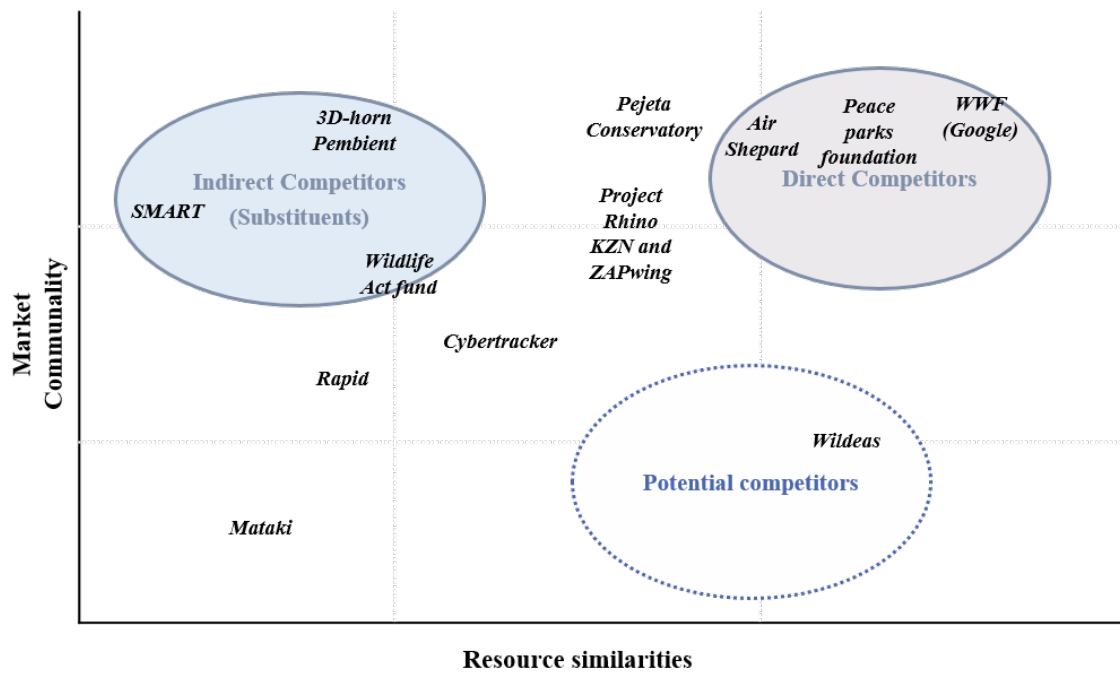 3D-horn
Pembient
Pejeta
Conservatory
Air
Shepard
Peace
parks
foundation
WWF
(Google)
Indirect Competitors
(Substituents)
SMART
Direct Competitors
Project
Rhino
KZN and
ZAPwing
Wildlife
Act fund
Cybertracker
Rapid
Market
Communality
Wildeas
Potential competitors
Mataki
Resource similarities